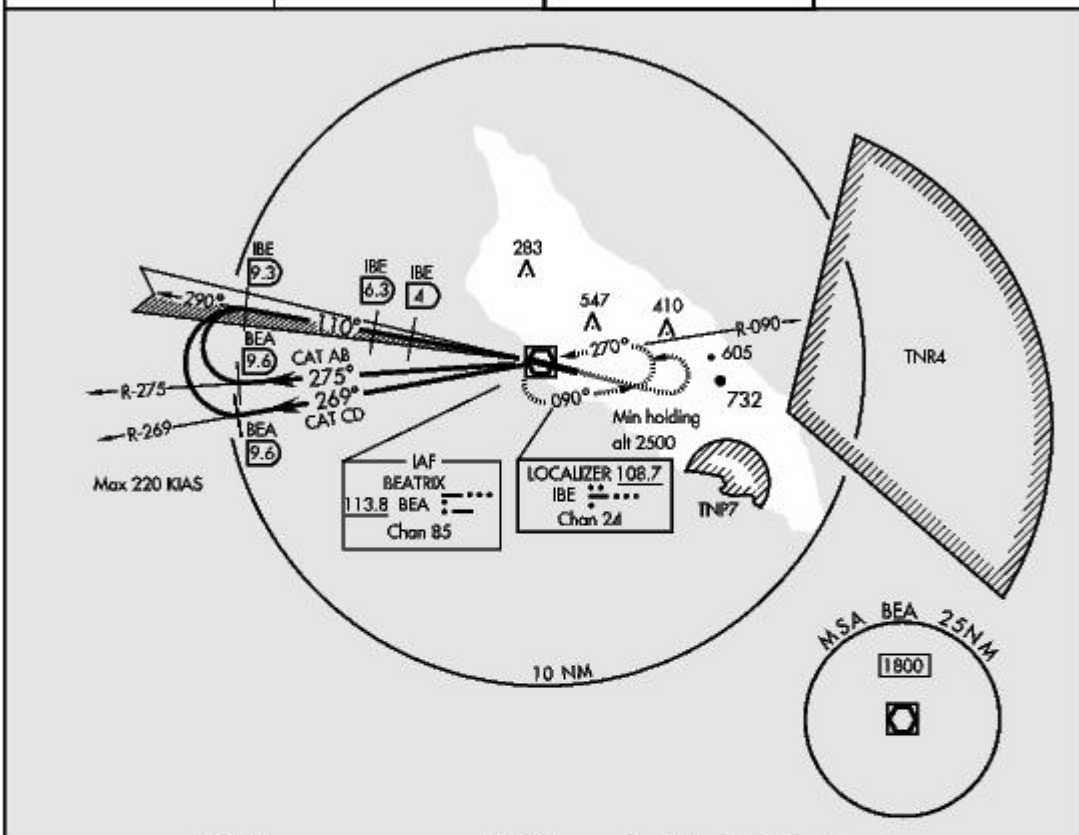 283
IBE
9.3
IBE
6.3
IBE
4
547
410
290°
110°
R-090
270°
605
TNR4
BEA
9.6
CAT AB
275°
732
R-275
269°
090°
CAT CD
Min holding
alt 2500
R-269
BEA
9.6
Max 220 KIAS
IAF
BEATRIX
113.8 BEA
Chan 85
LOCALIZER 108.7
IBE
Chan 24
TNP7
MSA BEA 25NM
1800
10 NM